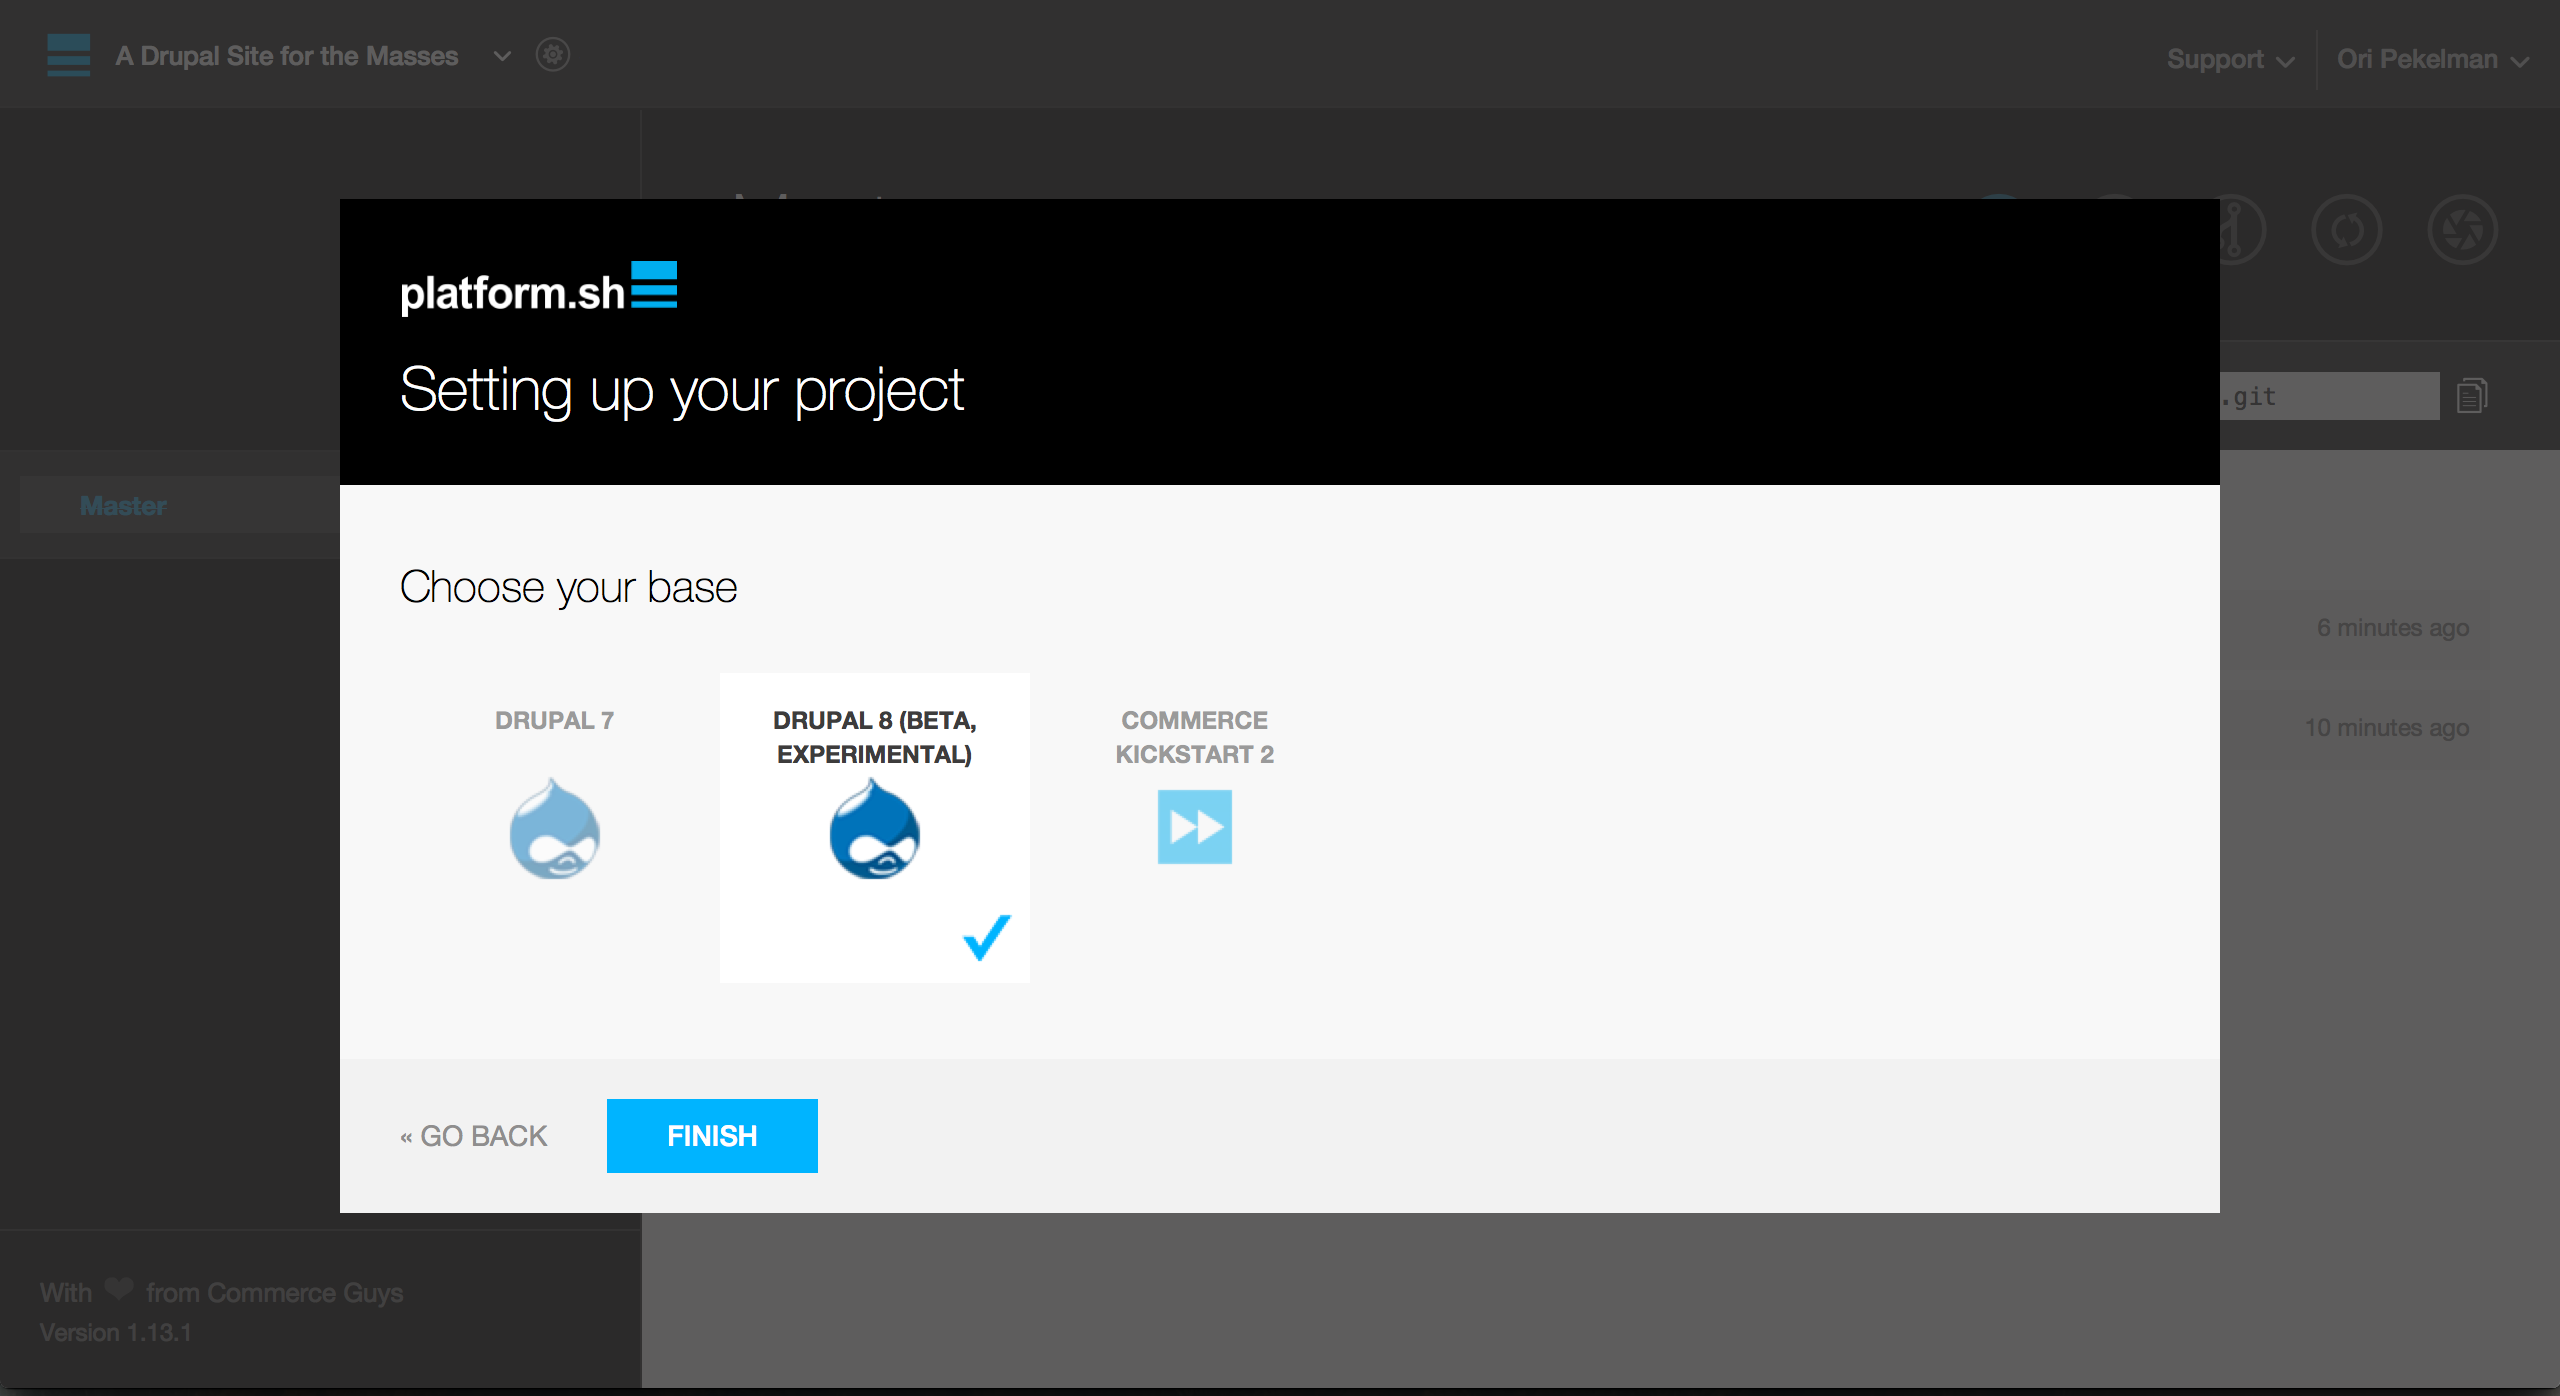 A Drupal Site for the Masses
Support
Ori Pekelman
platform.sh
Setting up your project
.git
Master
Choose your base
6 minutes ago
DRUPAL 7
DRUPAL 8 (BETA,
EXPERIMENTAL)
COMMERCE
KICKSTART 2
10 minutes ago
« GO BACK
FINISH
With ❤ from Commerce Guys
Version 1.13.1